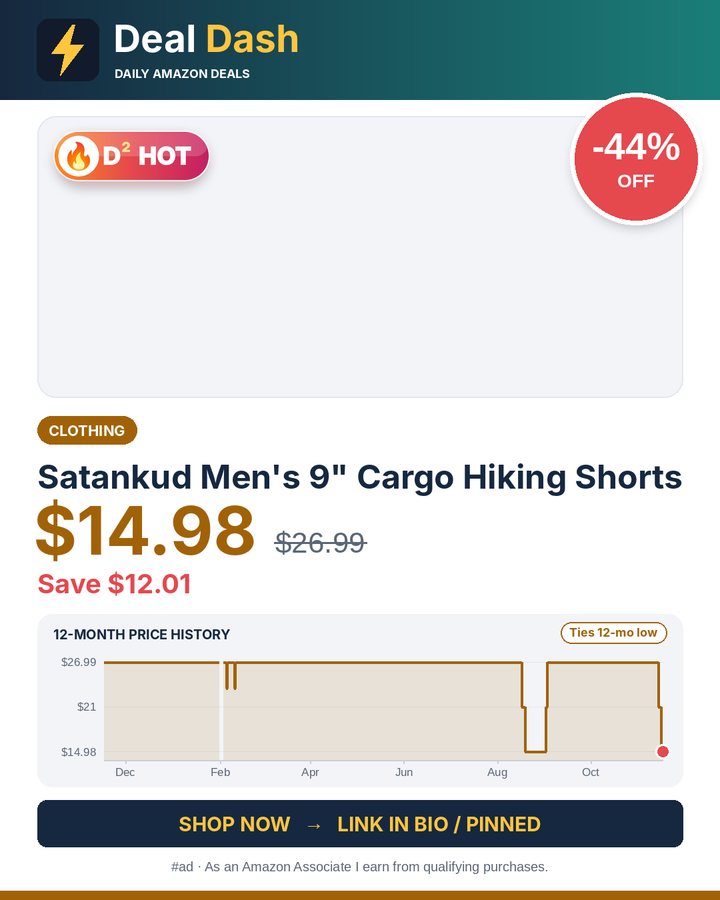 Deal Dash
DAILY AMAZON DEALS
D² HOT
-44%
OFF
CLOTHING
Satankud Men's 9" Cargo Hiking Shorts
$14.98 $26.99
Save $12.01
12-MONTH PRICE HISTORY
Ties 12-mo low
$26.99
$21
$14.98
Dec Feb Apr Jun Aug Oct
SHOP NOW → LINK IN BIO / PINNED
#ad · As an Amazon Associate I earn from qualifying purchases.